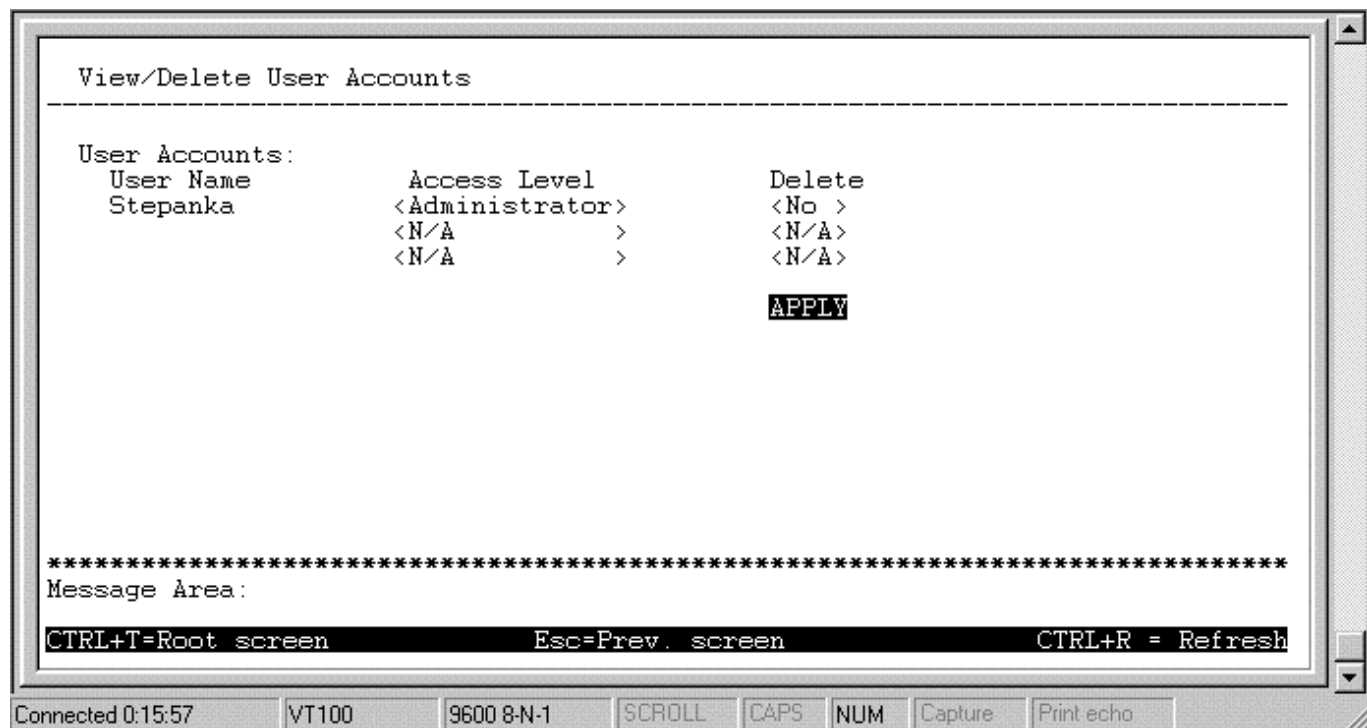 View/Delete User Accounts
--------------------------------------------------------------------------------
User Accounts:
User Name Access Level Delete
Stepanka <Administrator> <No >
<N/A > <N/A>
<N/A > <N/A>
APPLY
********************************************************************************
Message Area:
CTRL+T=Root screen Esc=Prev. screen CTRL+R = Refresh
Connected 0:15:57 VT100 9600 8-N-1 SCROLL CAPS NUM Capture Print echo